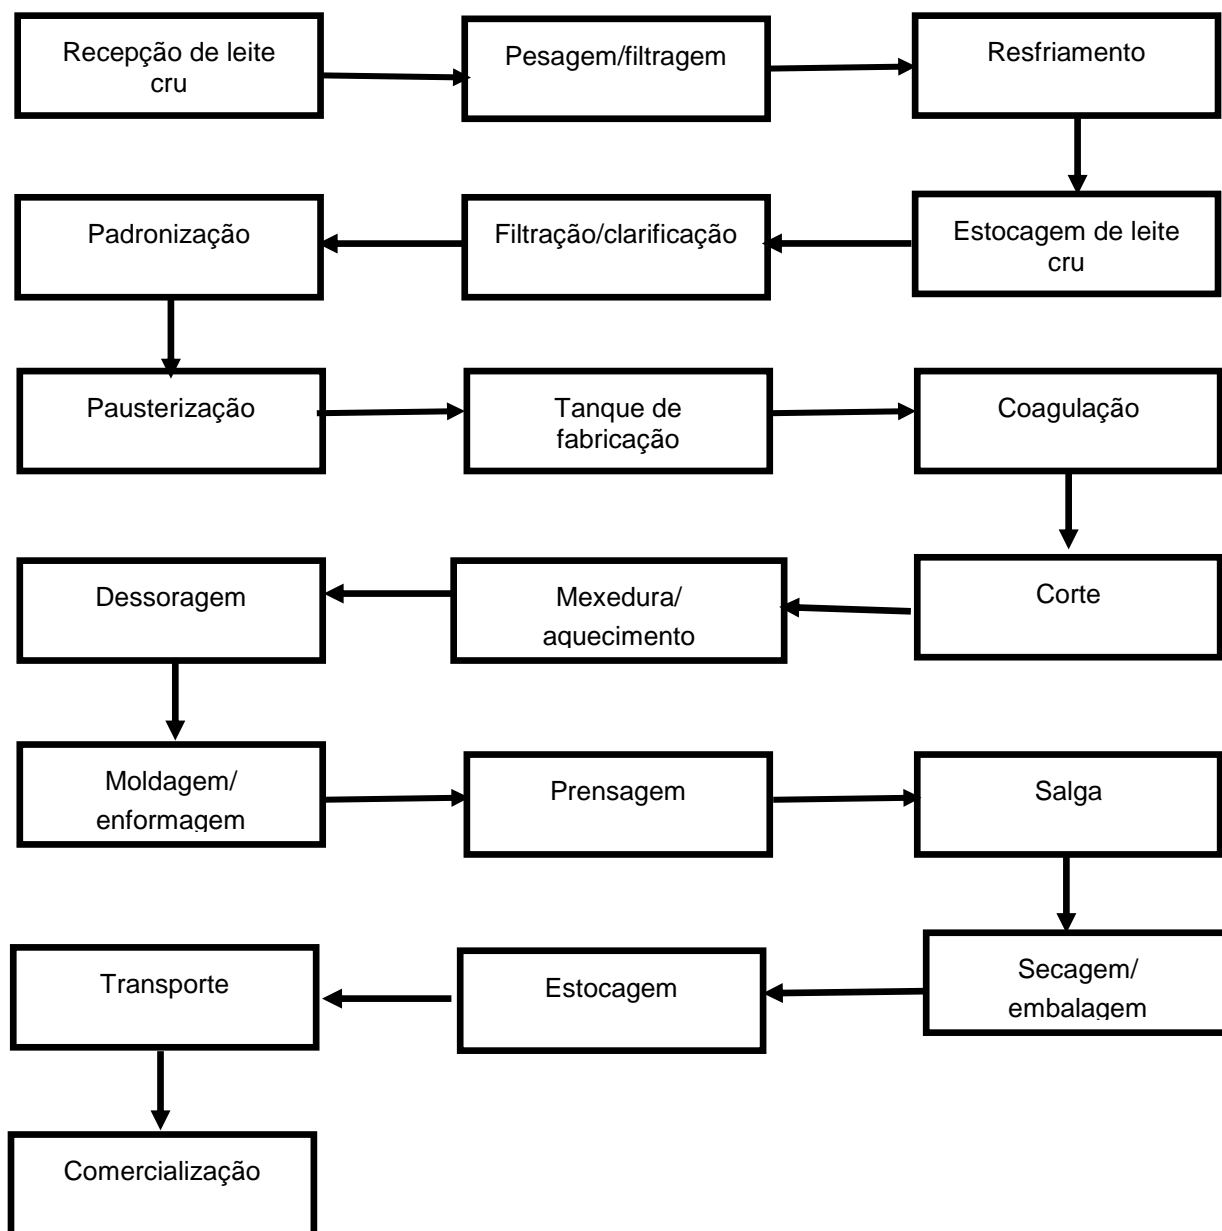 Recepção de leite
cru
Pesagem/filtragem
Resfriamento
Estocagem de leite
cru
Filtração/clarificação
Padronização
Pausterização
Tanque de
fabricação
Coagulação
Corte
Mexedura/
aquecimento
Dessoragem
Moldagem/
enformagem
Prensagem
Salga
Secagem/
embalagem
Estocagem
Transporte
Comercialização